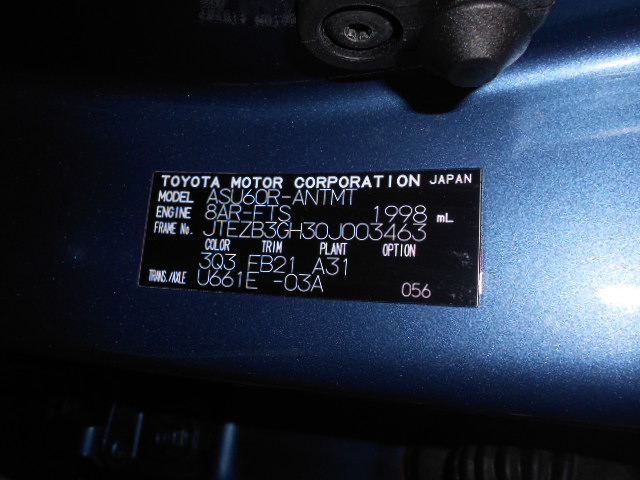 TOYOTA MOTOR CORPORATION JAPAN
MODEL ASU60R-ANTMT
ENGINE 8AR-FTS 1998 mL
FRAME No. JTEZB3GH30J003463
COLOR TRIM PLANT OPTION
3Q3 EB21 A31
TRANS./AXLE U661E -03A 056